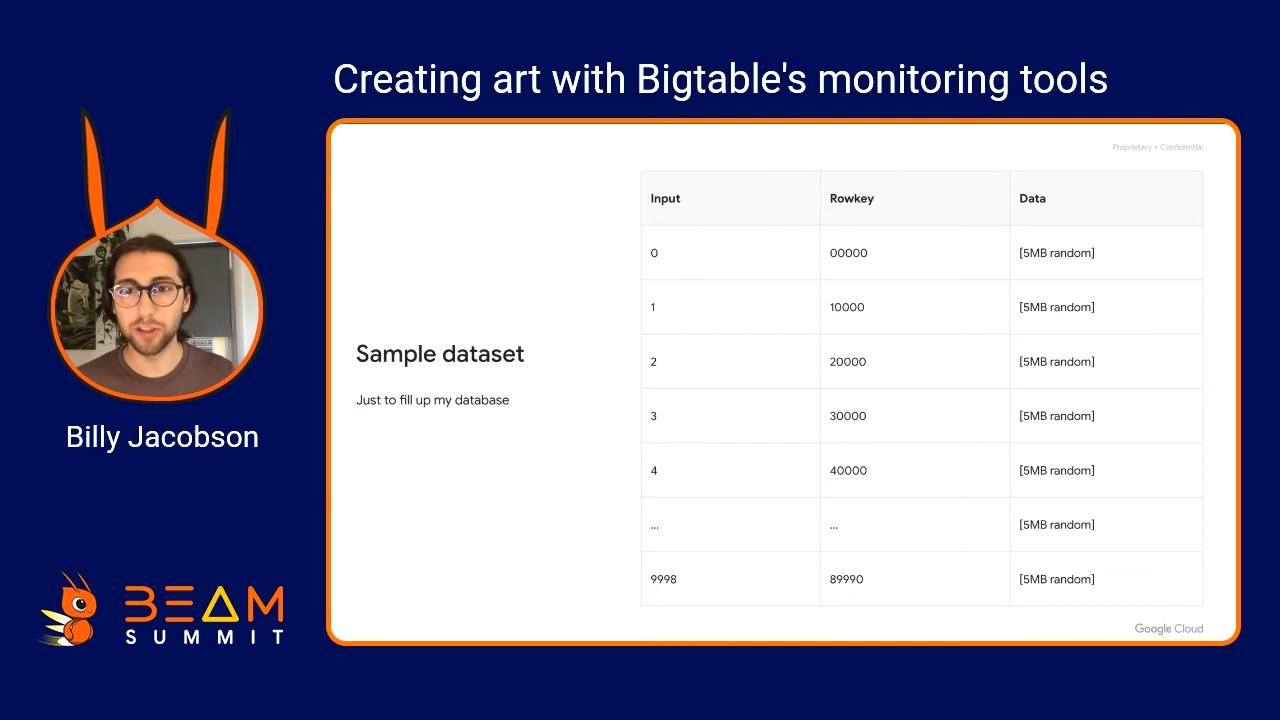 Creating art with Bigtable's monitoring tools
Proprietary + Confidential
Sample dataset
Just to fill up my database
Input Rowkey Data
0 00000 [5MB random]
1 10000 [5MB random]
2 20000 [5MB random]
3 30000 [5MB random]
4 40000 [5MB random]
... ... [5MB random]
9998 89990 [5MB random]
Google Cloud
Billy Jacobson
BEAM
SUMMIT